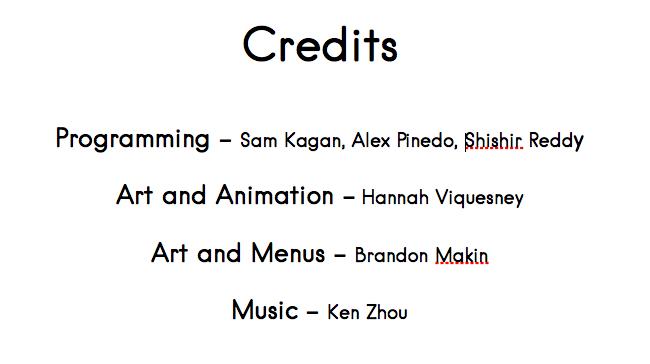 Credits
Programming – Sam Kagan, Alex Pinedo, Shishir Reddy
Art and Animation – Hannah Viquesney
Art and Menus – Brandon Makin
Music – Ken Zhou